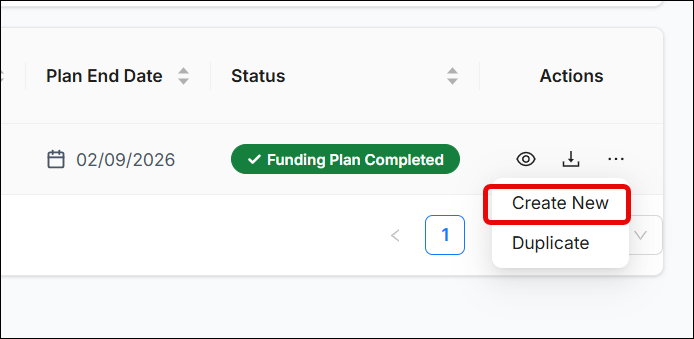 Plan End Date Status Actions
02/09/2026 Funding Plan Completed
Create New
1
Duplicate